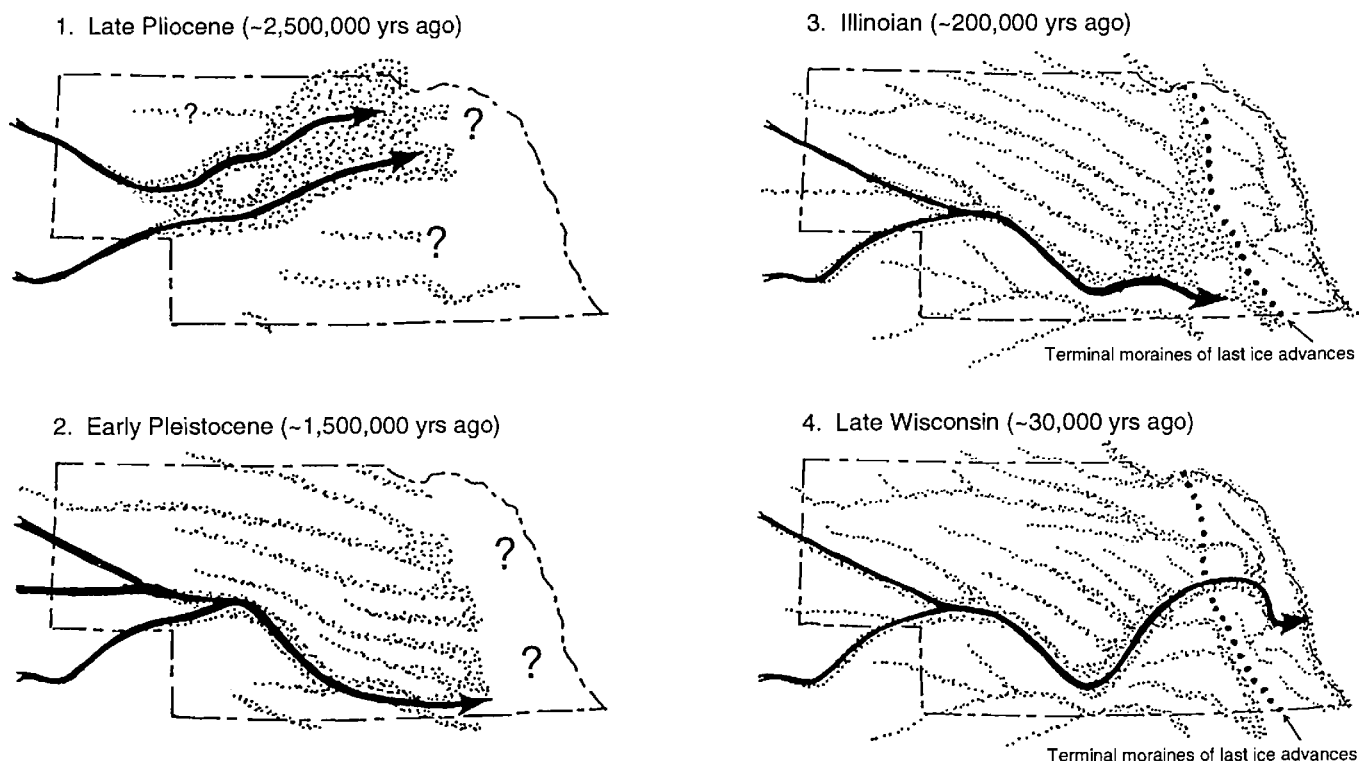 1. Late Pliocene (~2,500,000 yrs ago)
?
?
?
2. Early Pleistocene (~1,500,000 yrs ago)
?
?
3. Illinoian (~200,000 yrs ago)
Terminal moraines of last ice advances
4. Late Wisconsin (~30,000 yrs ago)
Terminal moraines of last ice advances